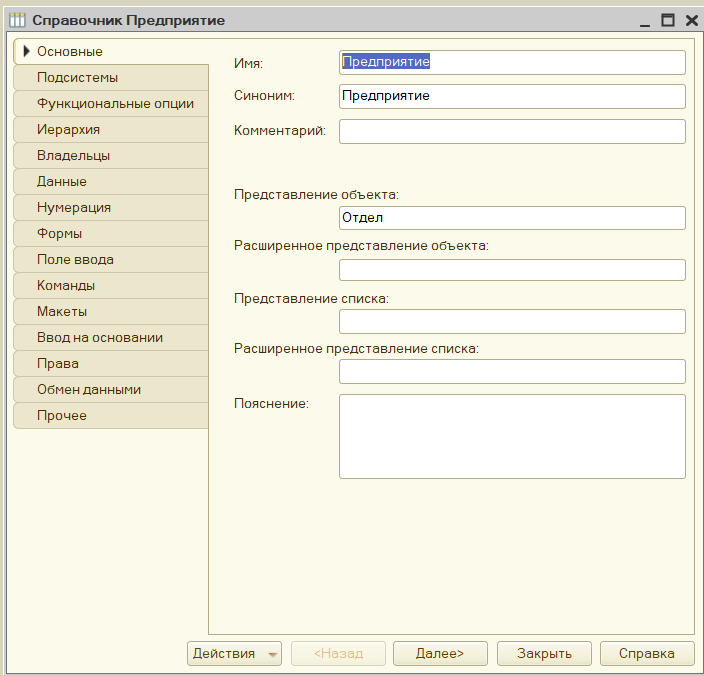 Справочник Предприятие
Основные
Подсистемы
Функциональные опции
Иерархия
Владельцы
Данные
Нумерация
Формы
Поле ввода
Команды
Макеты
Ввод на основании
Права
Обмен данными
Прочее
Имя: Предприятие
Синоним: Предприятие
Комментарий:
Представление объекта:
Отдел
Расширенное представление объекта:
Представление списка:
Расширенное представление списка:
Пояснение:
Действия <Назад Далее> Закрыть Справка